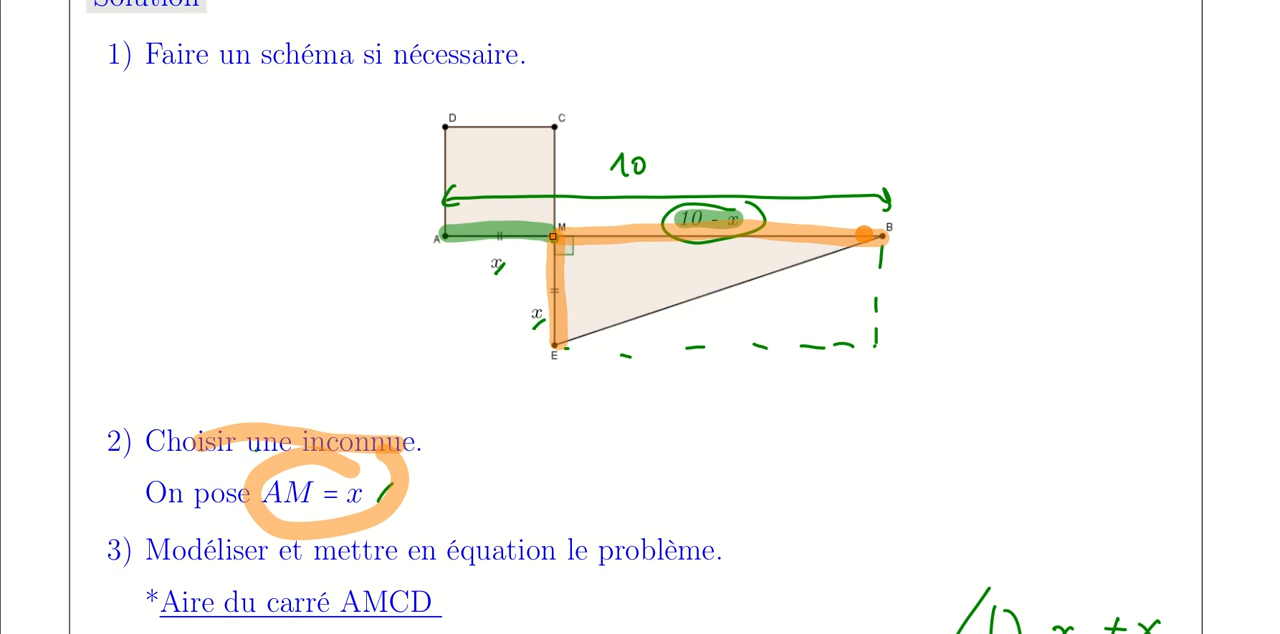 Solution
1) Faire un schéma si nécessaire.
D C
10
10 - x
A M B
x
x
E
2) Choisir une inconnue.
On pose AM = x
3) Modéliser et mettre en équation le problème.
*Aire du carré AMCD
x + x